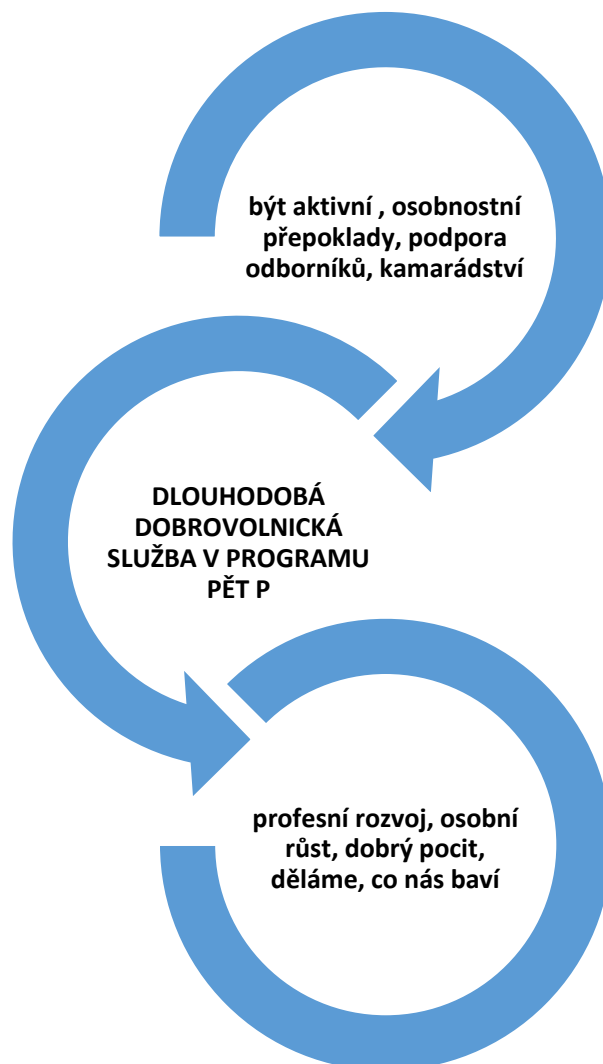 být aktivní , osobnostní
přepoklady, podpora
odborníků, kamarádství
DLOUHODOBÁ
DOBROVOLNICKÁ
SLUŽBA V PROGRAMU
PĚT P
profesní rozvoj, osobní
růst, dobrý pocit,
děláme, co nás baví